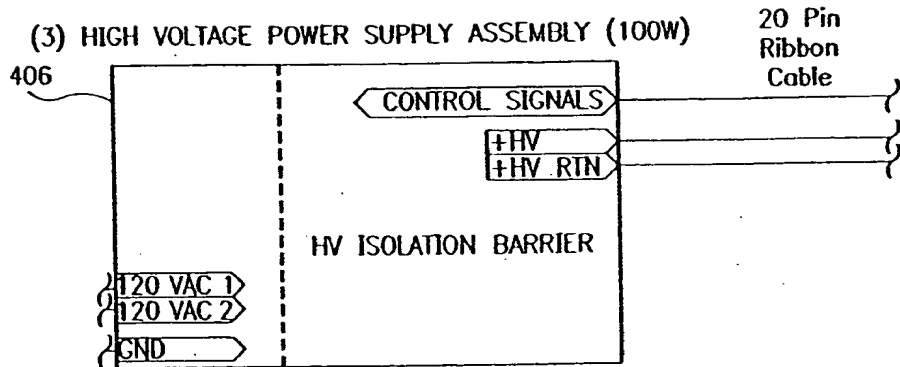 (3) HIGH VOLTAGE POWER SUPPLY ASSEMBLY (100W)
20 Pin
Ribbon
Cable
406
CONTROL SIGNALS
+HV
+HV RTN
HV ISOLATION BARRIER
120 VAC 1
120 VAC 2
GND